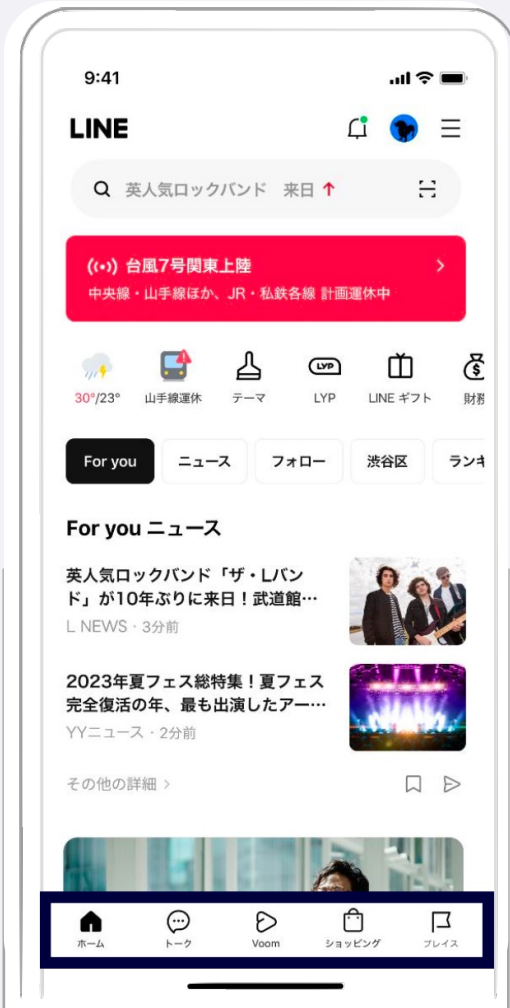 9:41
LINE
英人気ロックバンド 来日
台風7号関東上陸
中央線・山手線ほか、JR・私鉄各線 計画運休中
30°/23°
山手線運休
テーマ
LYP
LYP
LINE ギフト
財務
For you
ニュース
フォロー
渋谷区
ランキ
For you ニュース
英人気ロックバンド「ザ・Lバン
ド」が10年ぶりに来日！武道館…
L NEWS・3分前
2023年夏フェス総特集！夏フェス
完全復活の年、最も出演したアー…
YYニュース・2分前
その他の詳細
ホーム
トーク
Voom
ショッピング
プレイス